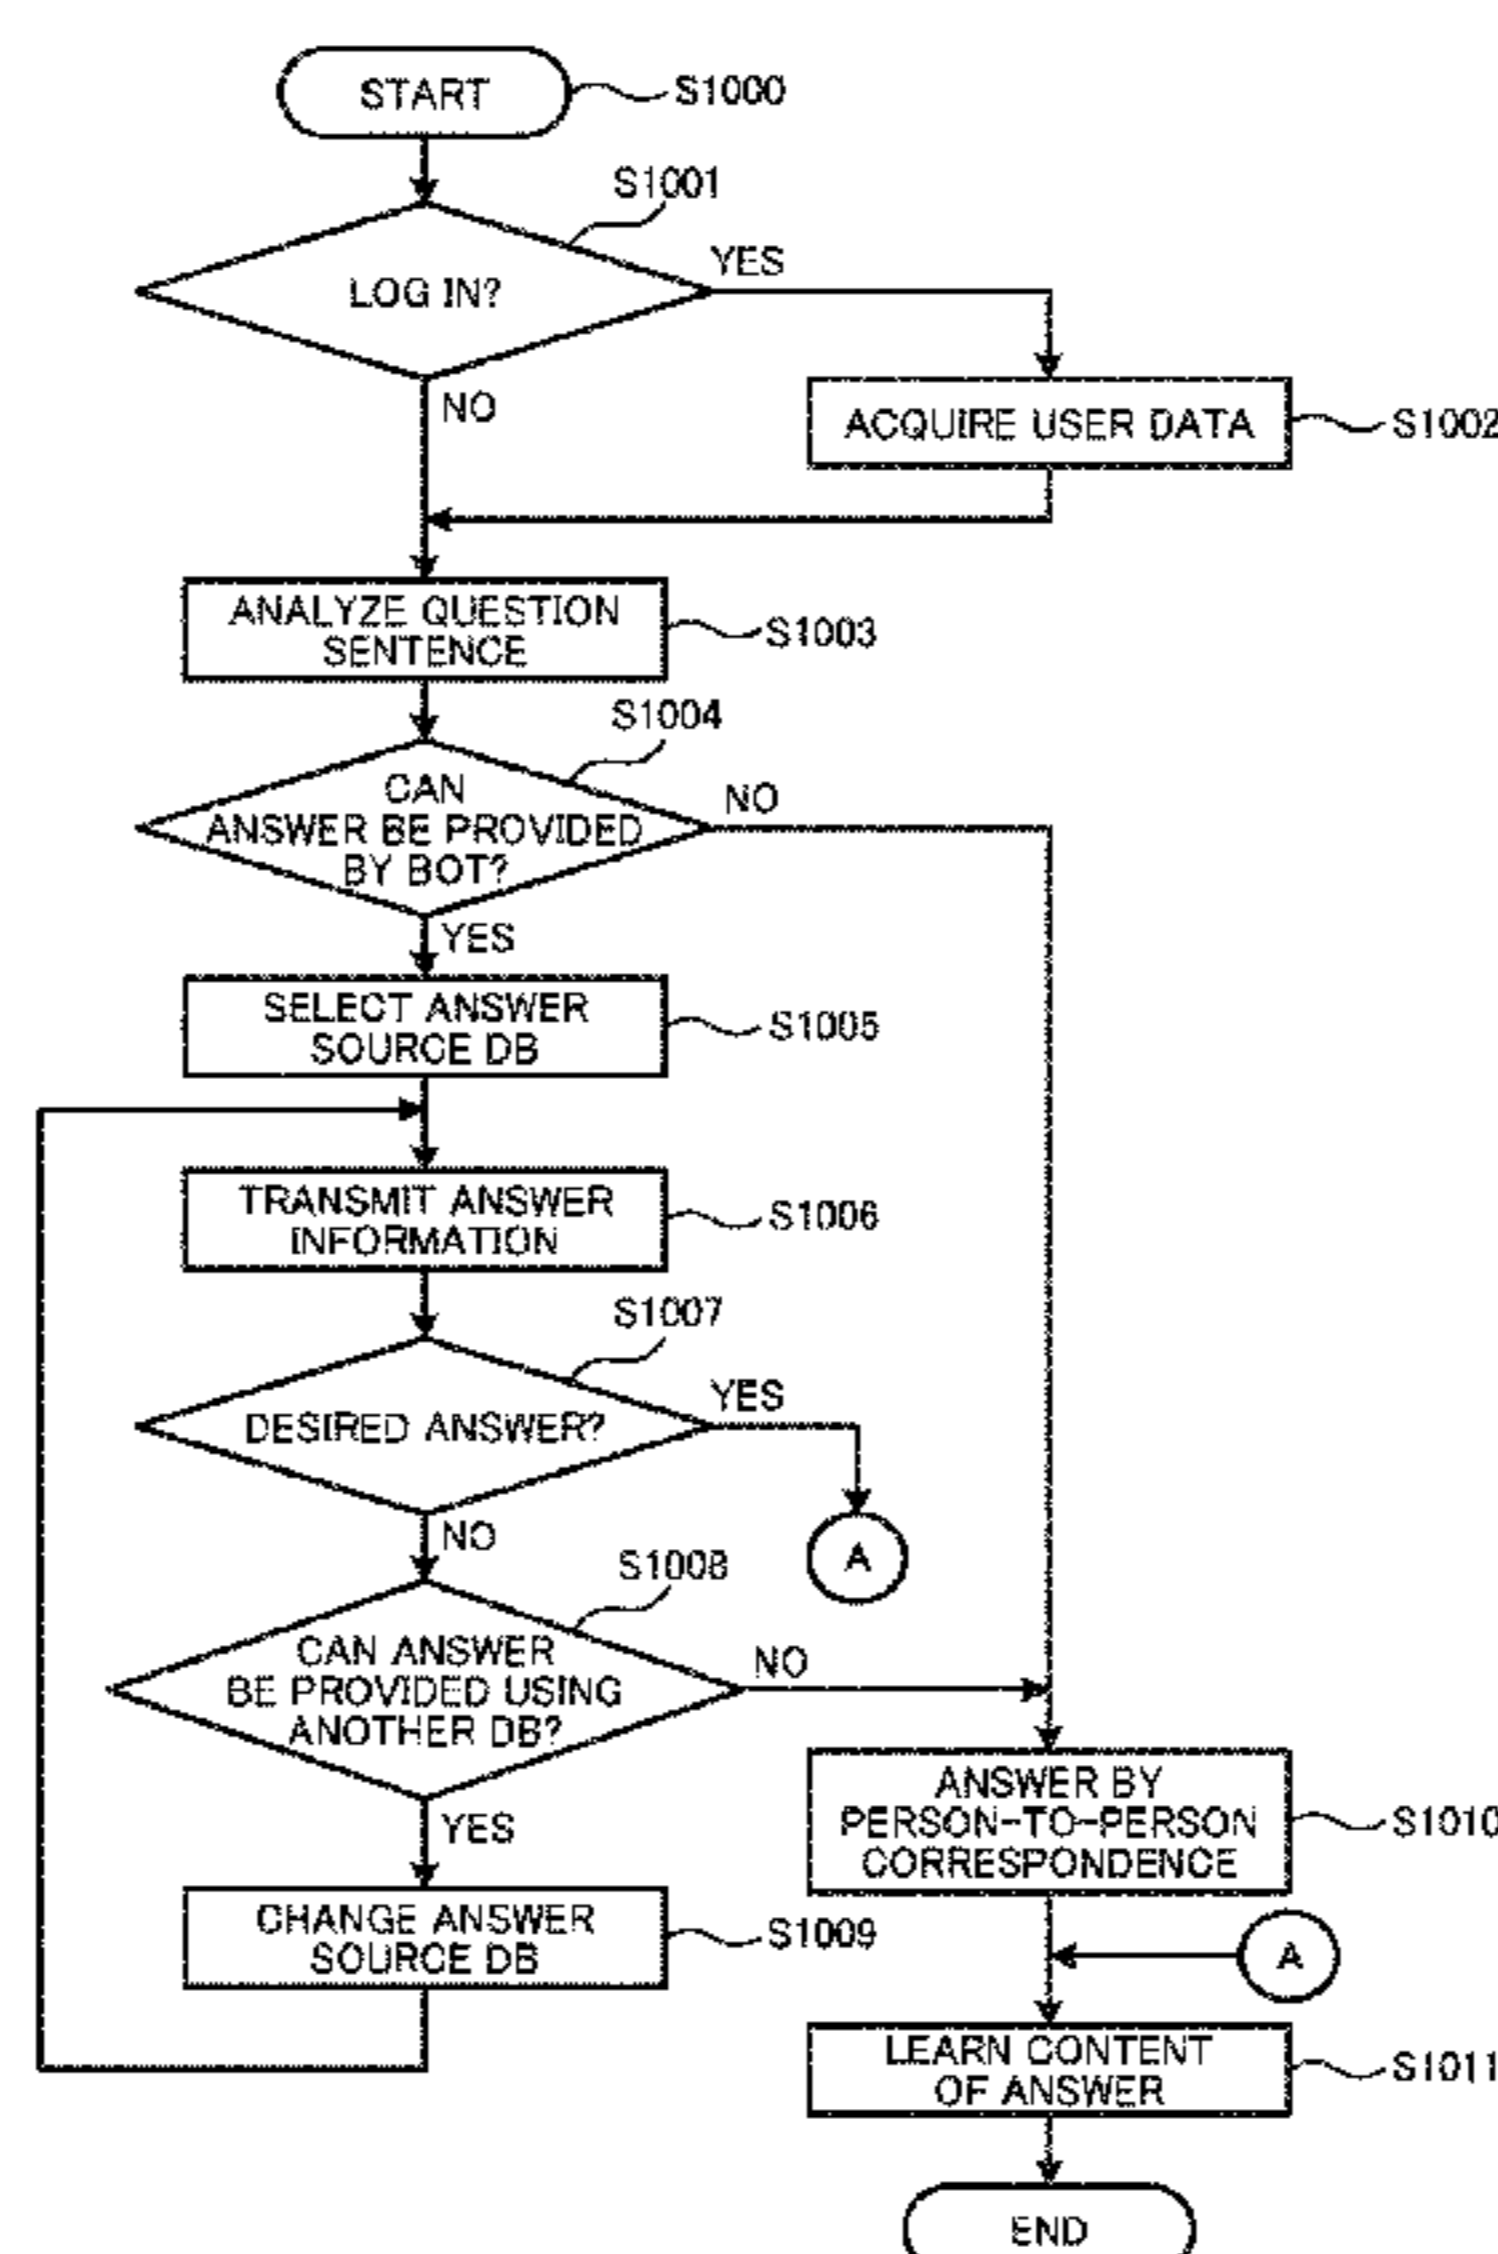 START
S1000
S1001
LOG IN?
YES
NO
ACQUIRE USER DATA
S1002
ANALYZE QUESTION
SENTENCE
S1003
S1004
CAN
ANSWER BE PROVIDED
BY BOT?
NO
YES
SELECT ANSWER
SOURCE DB
S1005
TRANSMIT ANSWER
INFORMATION
S1006
S1007
DESIRED ANSWER?
YES
A
NO
S1008
CAN ANSWER
BE PROVIDED USING
ANOTHER DB?
NO
YES
ANSWER BY
PERSON-TO-PERSON
CORRESPONDENCE
S1010
CHANGE ANSWER
SOURCE DB
S1009
A
LEARN CONTENT
OF ANSWER
S1011
END